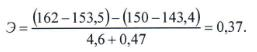 Э = (162 − 153,5) − (150 − 143,4) / 4,6 + 0,47 = 0,37.